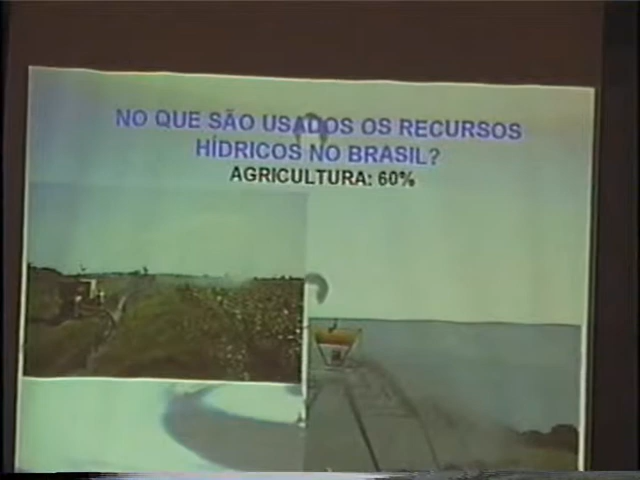 NO QUE SÃO USADOS OS RECURSOS
HÍDRICOS NO BRASIL?
AGRICULTURA: 60%